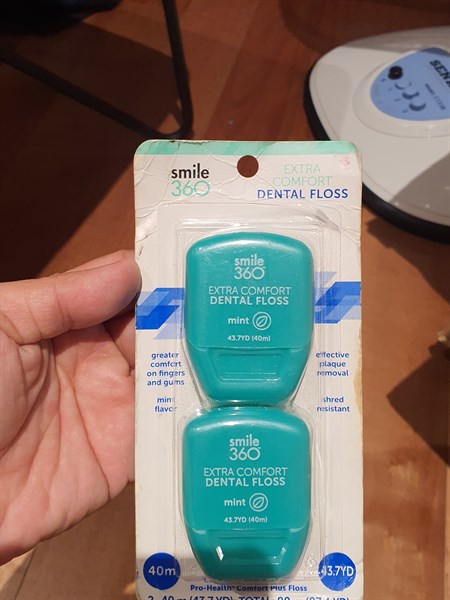 smile
360
EXTRA
COMFORT
DENTAL FLOSS
smile
360
EXTRA COMFORT
DENTAL FLOSS
mint
43.7YD (40m)
greater
comfort
on fingers
and gums
mint
flavor
effective
plaque
removal
shred
resistant
smile
360
EXTRA COMFORT
DENTAL FLOSS
mint
43.7YD (40m)
40m
43.7YD
Pro-Health Comfort Plus Floss